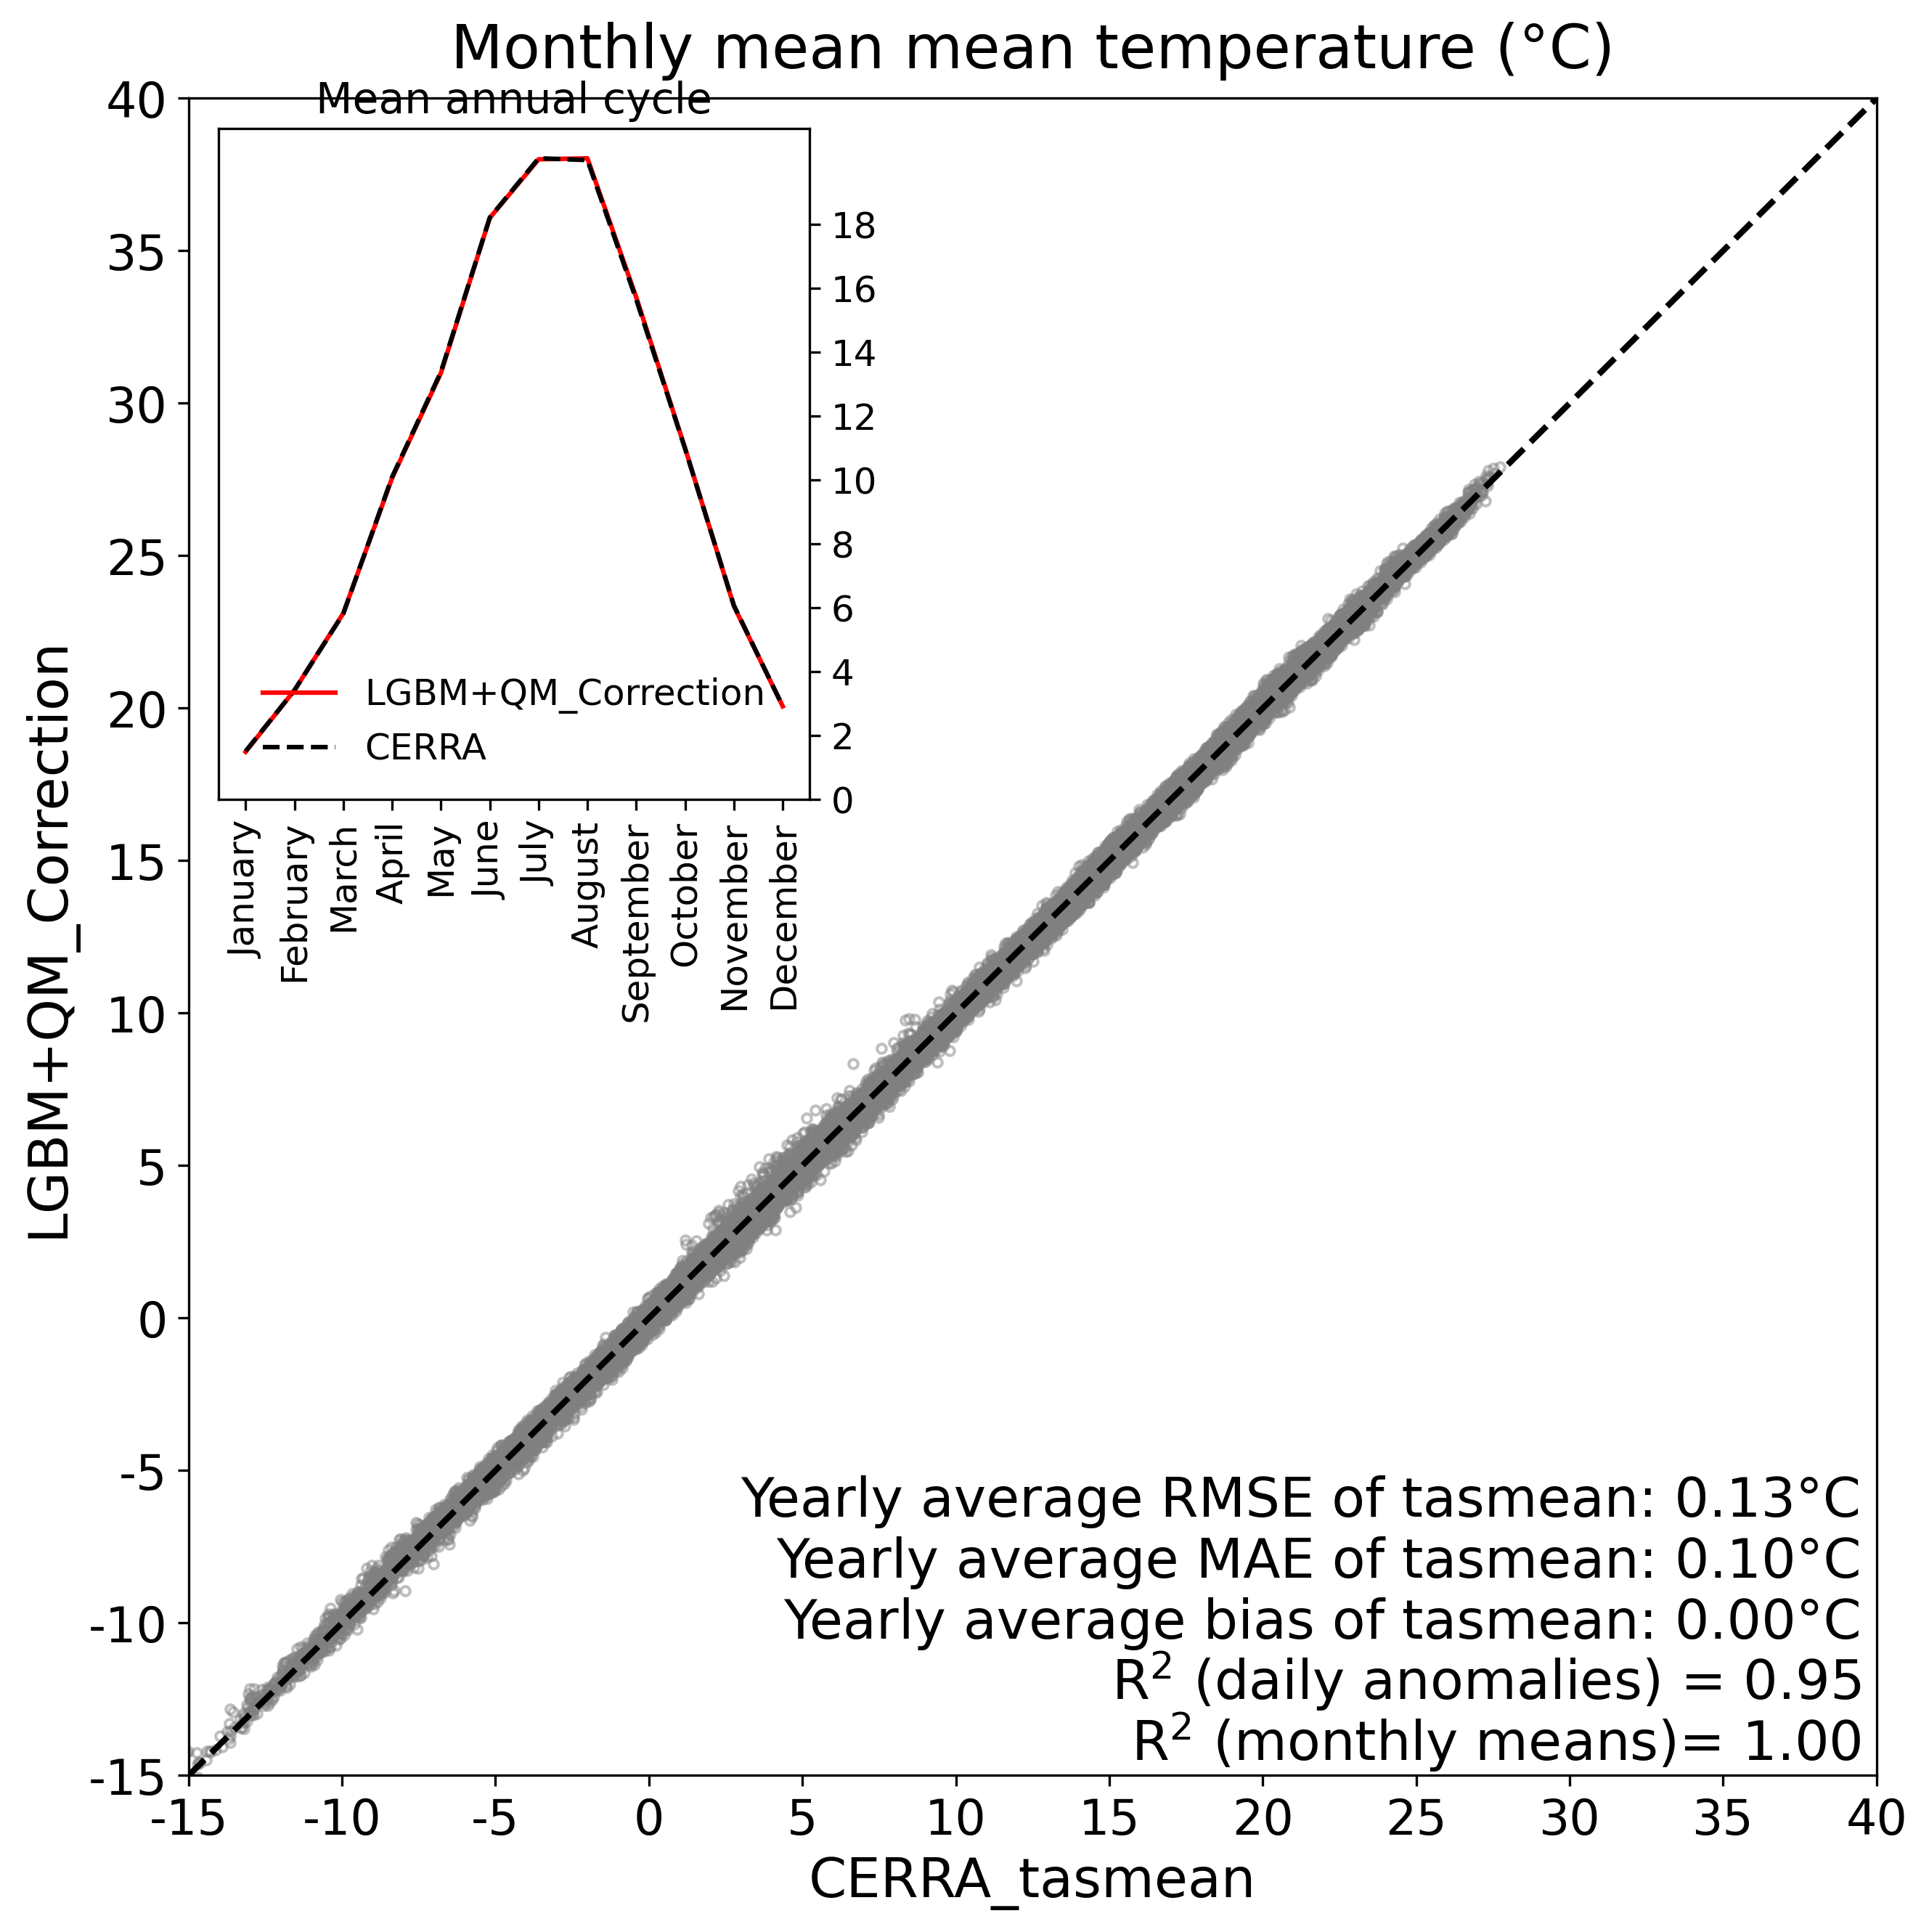 Monthly mean mean temperature (°C)
Mean annual cycle
40
35
30
25
20
15
10
5
0
-5
-10
-15
LGBM+QM_Correction
18
16
14
12
10
8
6
4
2
0
LGBM+QM_Correction
CERRA
January
February
March
April
May
June
July
August
September
October
November
December
Yearly average RMSE of tasmean: 0.13°C
Yearly average MAE of tasmean: 0.10°C
Yearly average bias of tasmean: 0.00°C
R² (daily anomalies) = 0.95
R² (monthly means)= 1.00
-15 -10 -5 0 5 10 15 20 25 30 35 40
CERRA_tasmean